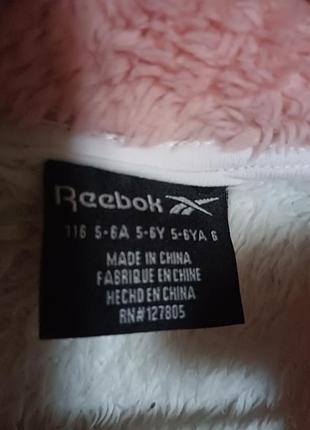 Reebok
116 5-6A 5-6Y 5-6YA 6
MADE IN CHINA
FABRIQUE EN CHINE
HECHO EN CHINA
RN#127805